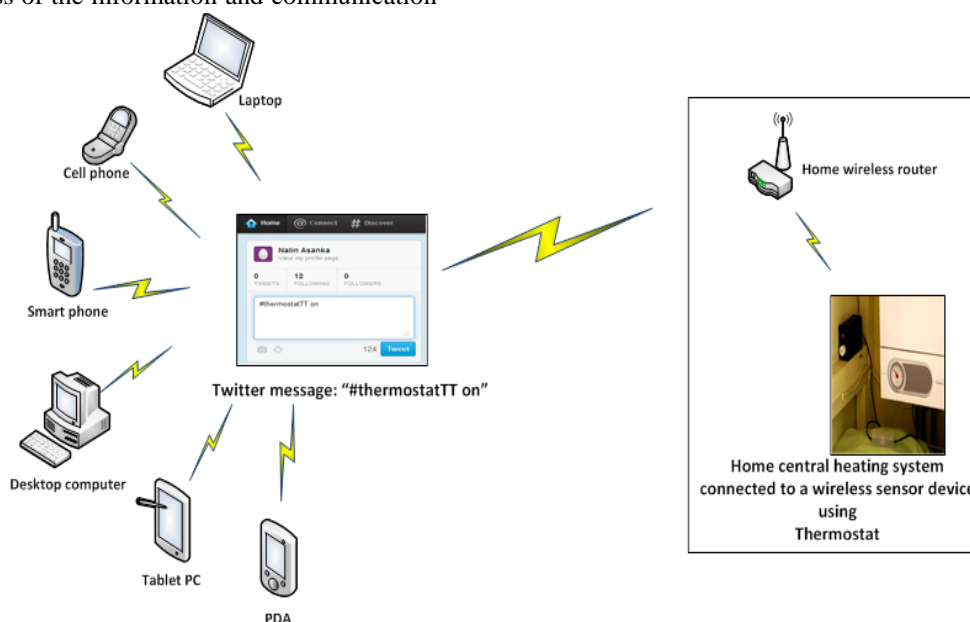 ss of the information and communication
Laptop
Cell phone
Smart phone
Desktop computer
Tablet PC
PDA
Home @ Connect # Discover
Nalin Asanka
View my profile page
0 12 0
TWEETS FOLLOWING FOLLOWERS
#thermostatTT on
124 Tweet
Twitter message: “#thermostatTT on”
Home wireless router
Home central heating system
connected to a wireless sensor device
using
Thermostat